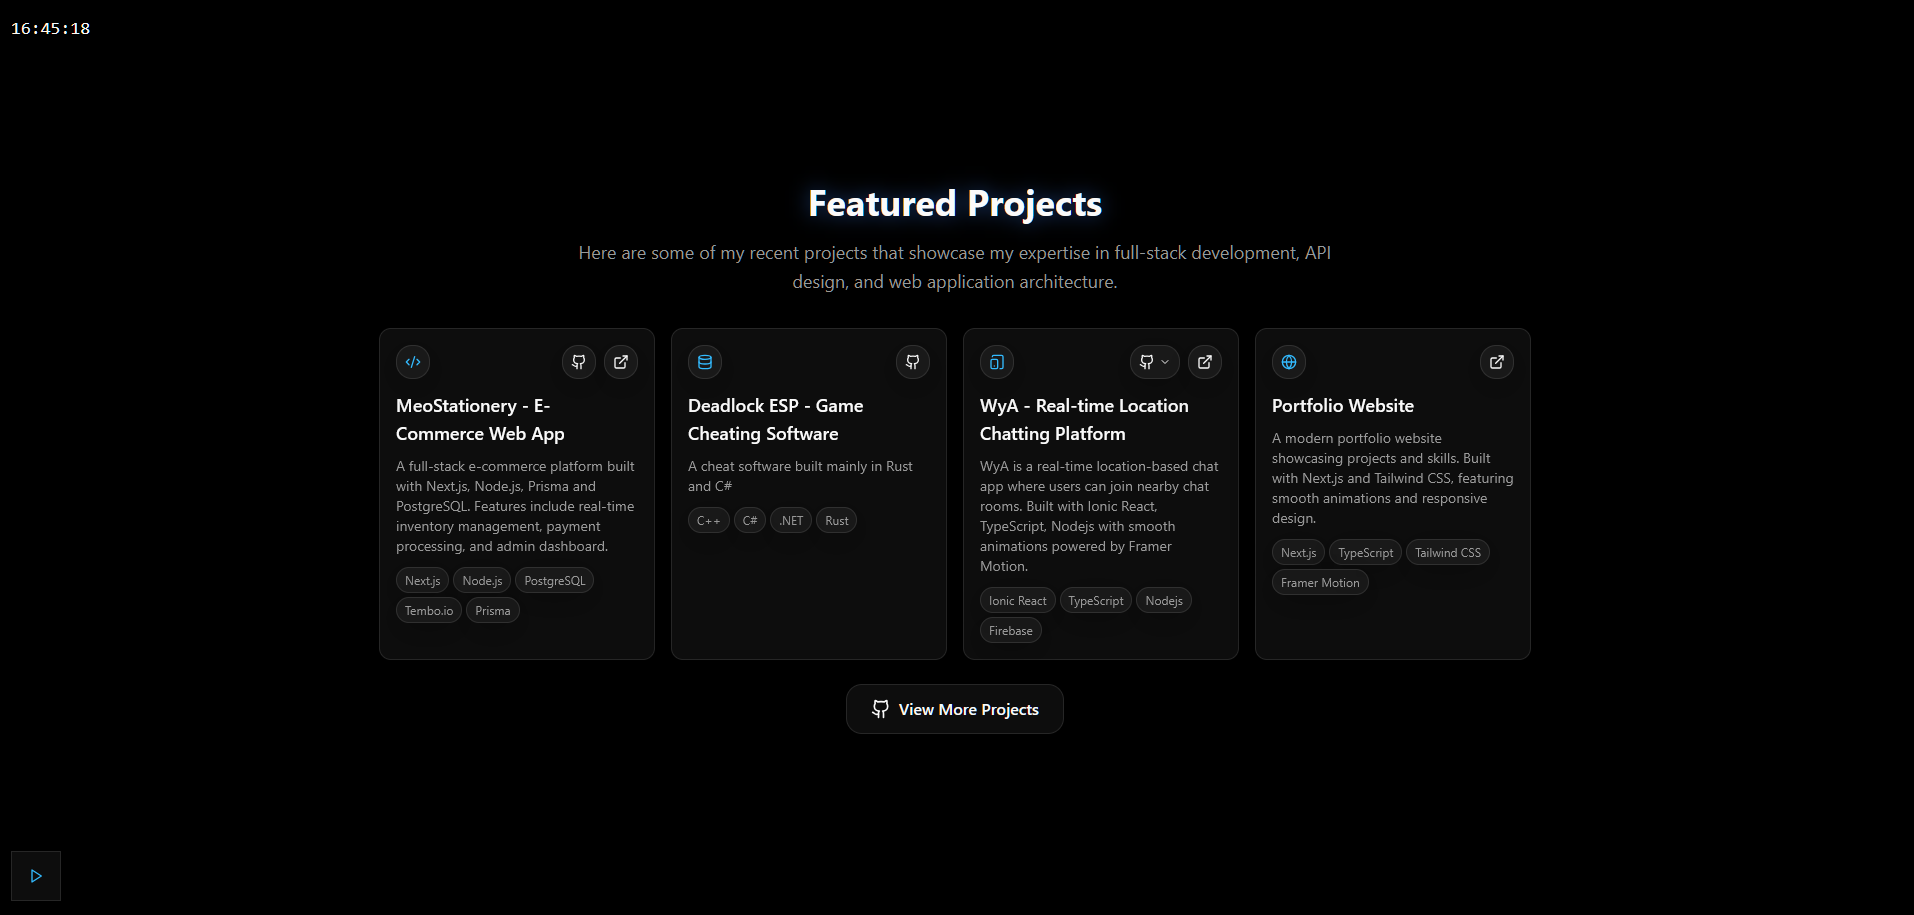 16:45:18
Featured Projects
Here are some of my recent projects that showcase my expertise in full-stack development, API
design, and web application architecture.
MeoStationery - E-
Commerce Web App
A full-stack e-commerce platform built
with Next.js, Node.js, Prisma and
PostgreSQL. Features include real-time
inventory management, payment
processing, and admin dashboard.
Next.js Node.js PostgreSQL
Tembo.io Prisma
Deadlock ESP - Game
Cheating Software
A cheat software built mainly in Rust
and C#
C++ C# .NET Rust
WyA - Real-time Location
Chatting Platform
WyA is a real-time location-based chat
app where users can join nearby chat
rooms. Built with Ionic React,
TypeScript, Nodejs with smooth
animations powered by Framer
Motion.
Ionic React TypeScript Nodejs
Firebase
Portfolio Website
A modern portfolio website
showcasing projects and skills. Built
with Next.js and Tailwind CSS, featuring
smooth animations and responsive
design.
Next.js TypeScript Tailwind CSS
Framer Motion
View More Projects